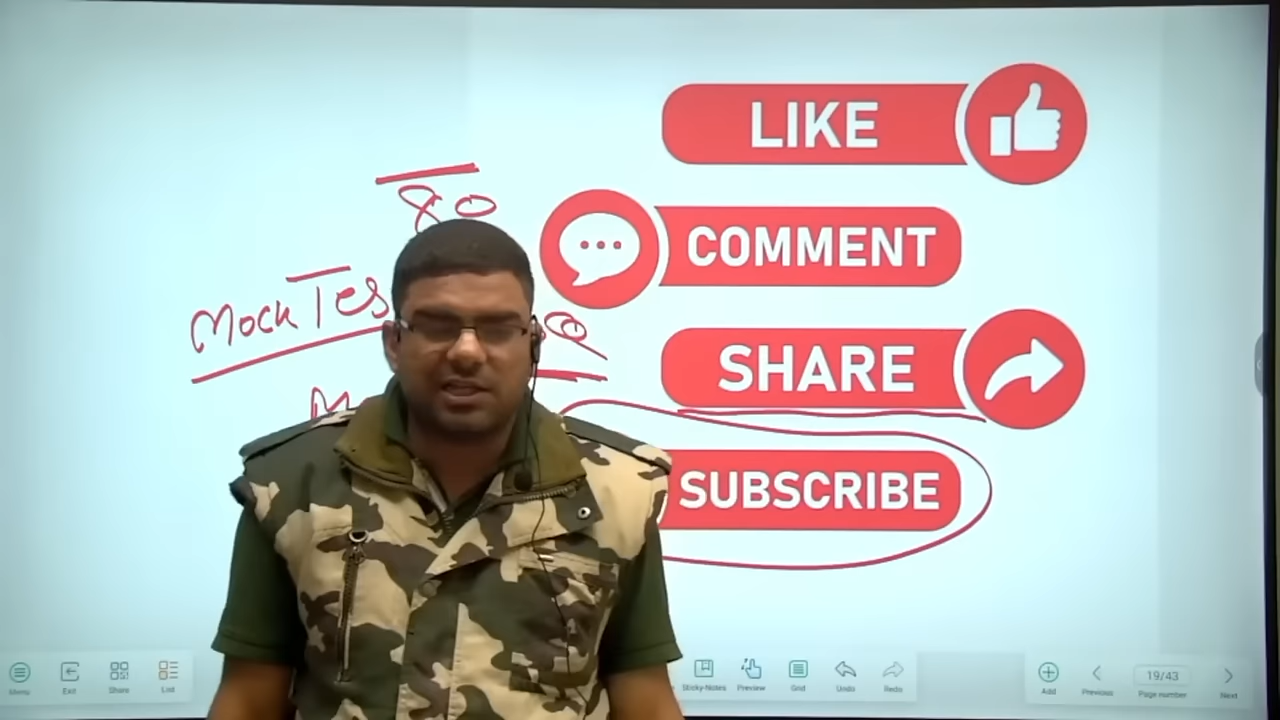 LIKE
80
COMMENT
Mock Tes
SHARE
SUBSCRIBE
Menu
Exit
Share
List
Sticky-Notes
Preview
Grid
Undo
Redo
Add
Previous
19/43
Page number
Next